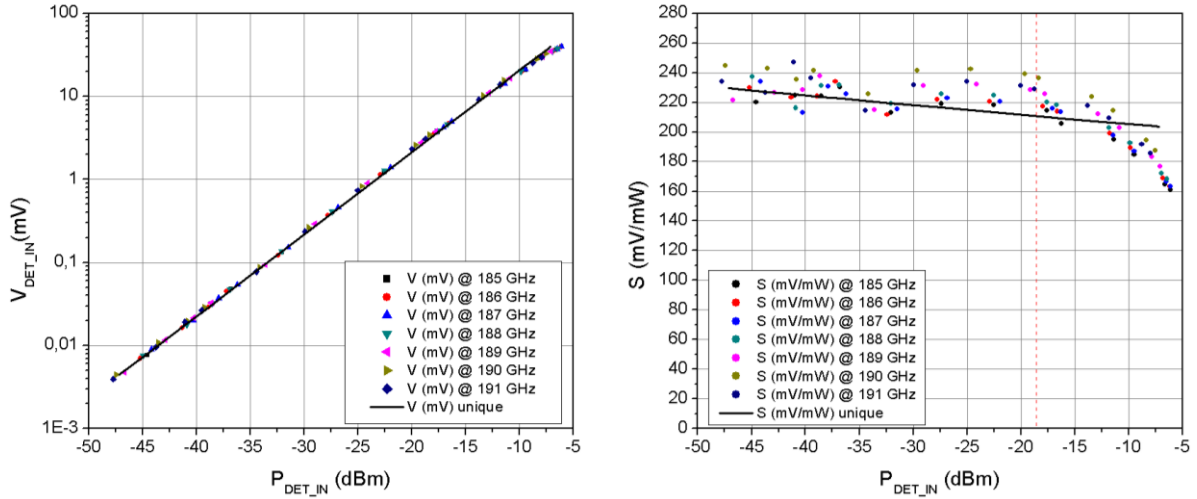 100
10
1
0,1
0,01
1E-3
V_DET_IN (mV)
-50 -45 -40 -35 -30 -25 -20 -15 -10 -5
P_DET_IN (dBm)
V (mV) @ 185 GHz
V (mV) @ 186 GHz
V (mV) @ 187 GHz
V (mV) @ 188 GHz
V (mV) @ 189 GHz
V (mV) @ 190 GHz
V (mV) @ 191 GHz
V (mV) unique
280
260
240
220
200
180
160
140
120
100
80
60
40
20
0
S (mV/mW)
-50 -45 -40 -35 -30 -25 -20 -15 -10 -5
P_DET_IN (dBm)
S (mV/mW) @ 185 GHz
S (mV/mW) @ 186 GHz
S (mV/mW) @ 187 GHz
S (mV/mW) @ 188 GHz
S (mV/mW) @ 189 GHz
S (mV/mW) @ 190 GHz
S (mV/mW) @ 191 GHz
S (mV/mW) unique